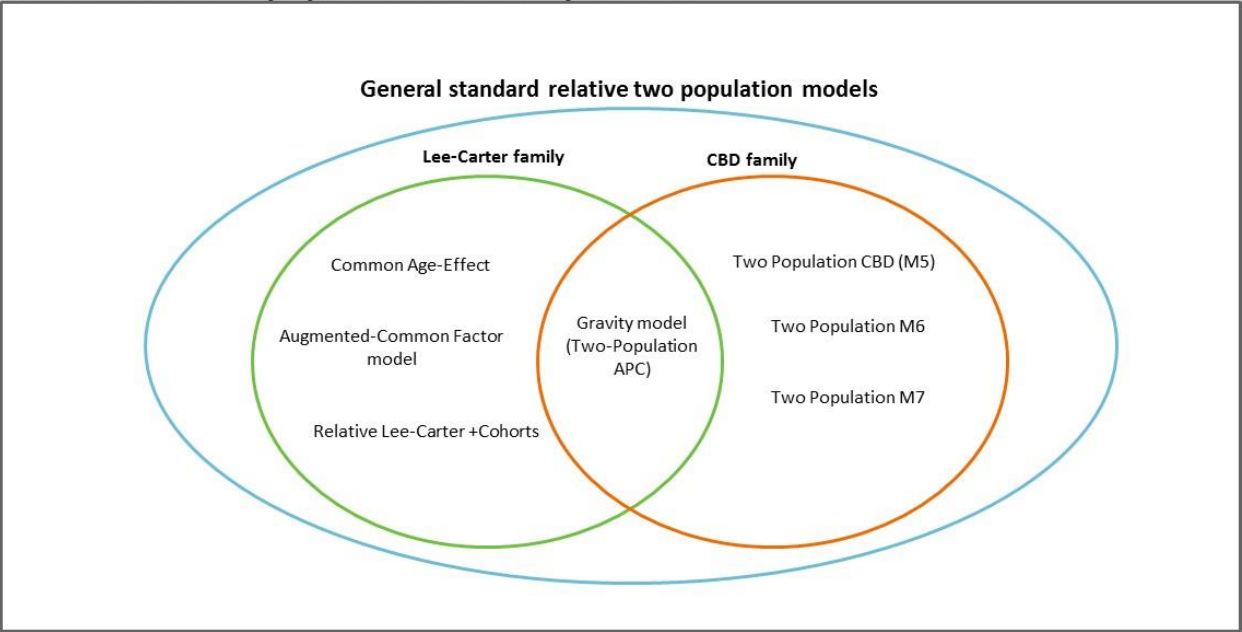 General standard relative two population models
Lee-Carter family
CBD family
Common Age-Effect
Augmented-Common Factor
model
Relative Lee-Carter +Cohorts
Gravity model
(Two-Population
APC)
Two Population CBD (M5)
Two Population M6
Two Population M7